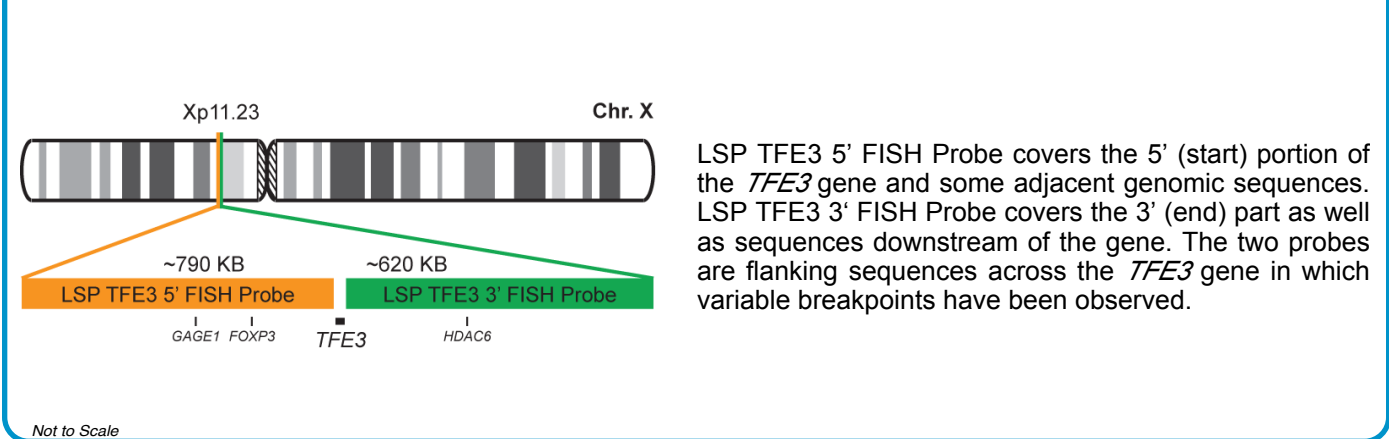 Xp11.23
Chr. X
~790 KB
~620 KB
LSP TFE3 5’ FISH Probe
LSP TFE3 3’ FISH Probe
GAGE1
FOXP3
TFE3
HDAC6
LSP TFE3 5’ FISH Probe covers the 5’ (start) portion of
the TFE3 gene and some adjacent genomic sequences.
LSP TFE3 3‘ FISH Probe covers the 3’ (end) part as well
as sequences downstream of the gene. The two probes
are flanking sequences across the TFE3 gene in which
variable breakpoints have been observed.
Not to Scale